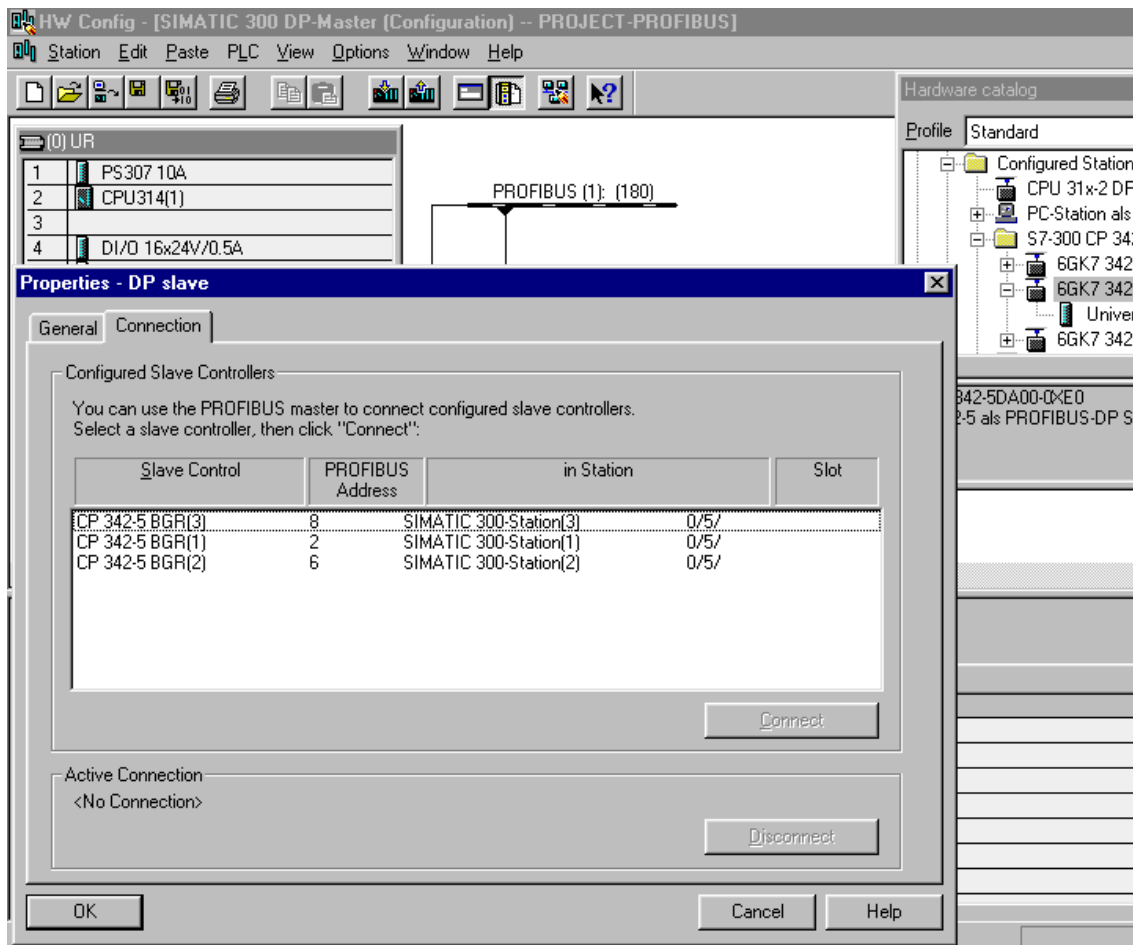 HW Config - [SIMATIC 300 DP-Master (Configuration) -- PROJECT-PROFIBUS]
Station Edit Paste PLC View Options Window Help
Hardware catalog
Profile Standard
(0) UR
1 PS307 10A
2 CPU314(1)
3
4 DI/O 16x24V/0.5A
PROFIBUS (1): (180)
Configured Station
CPU 31x-2 DP
PC-Station als
S7-300 CP 34
6GK7 342
6GK7 342
Univer
6GK7 342
342-5DA00-0XE0
2-5 als PROFIBUS-DP S
Properties - DP slave
General Connection
Configured Slave Controllers
You can use the PROFIBUS master to connect configured slave controllers.
Select a slave controller, then click "Connect":
Slave Control PROFIBUS Address in Station Slot
CP 342-5 BGR(3) 8 SIMATIC 300-Station(3) 0/5/
CP 342-5 BGR(1) 2 SIMATIC 300-Station(1) 0/5/
CP 342-5 BGR(2) 6 SIMATIC 300-Station(2) 0/5/
Connect
Active Connection
<No Connection>
Disconnect
OK Cancel Help